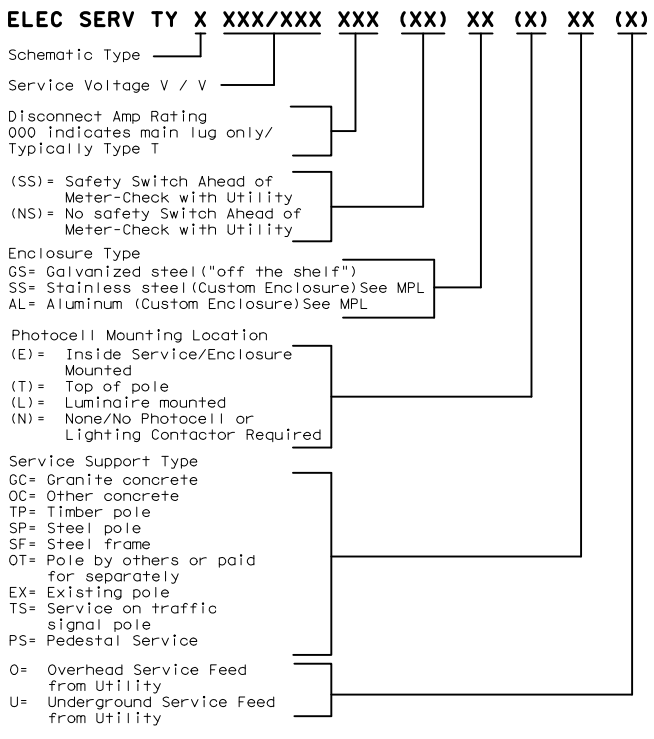 ELEC SERV TY X XXX/XXX XXX (XX) XX (X) XX (X)
Schematic Type
Service Voltage V / V
Disconnect Amp Rating
000 indicates main lug only/
Typically Type T
(SS)= Safety Switch Ahead of
Meter-Check with Utility
(NS)= No safety Switch Ahead of
Meter-Check with Utility
Enclosure Type
GS= Galvanized steel("off the shelf")
SS= Stainless steel(Custom Enclosure)See MPL
AL= Aluminum (Custom Enclosure)See MPL
Photocell Mounting Location
(E)= Inside Service/Enclosure
Mounted
(T)= Top of pole
(L)= Luminaire mounted
(N)= None/No Photocell or
Lighting Contactor Required
Service Support Type
GC= Granite concrete
OC= Other concrete
TP= Timber pole
SP= Steel pole
SF= Steel frame
OT= Pole by others or paid
for separately
EX= Existing pole
TS= Service on traffic
signal pole
PS= Pedestal Service
O= Overhead Service Feed
from Utility
U= Underground Service Feed
from Utility